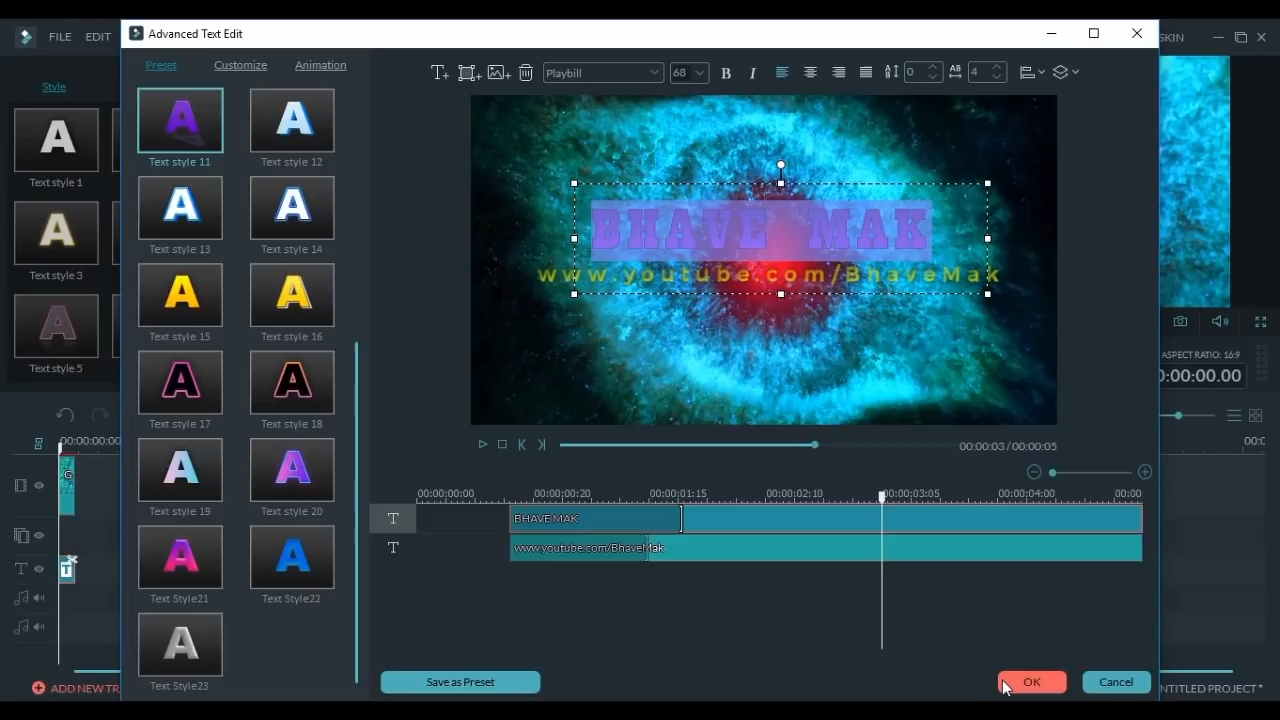 FILE EDIT
Advanced Text Edit
SKIN
Style
Preset Customize Animation
Playbill 68 B I 0 4
Text style 1
Text style 3
Text style 5
Text style 11 Text style 12
Text style 13 Text style 14
Text style 15 Text style 16
Text style 17 Text style 18
Text style 19 Text style 20
Text Style21 Text Style22
Text Style23
BHAVE MAK
www.youtube.com/BhaveMak
00:00:03 / 00:00:05
ASPECT RATIO: 16:9
0:00:00.00
00:00:00:00
00:00:00:00 00:00:00:20 00:00:01:15 00:00:02:10 00:00:03:05 00:00:04:00 00:00
T BHAVE MAK
T www.youtube.com/BhaveMak
ADD NEW TR
Save as Preset OK Cancel
NTITLED PROJECT*